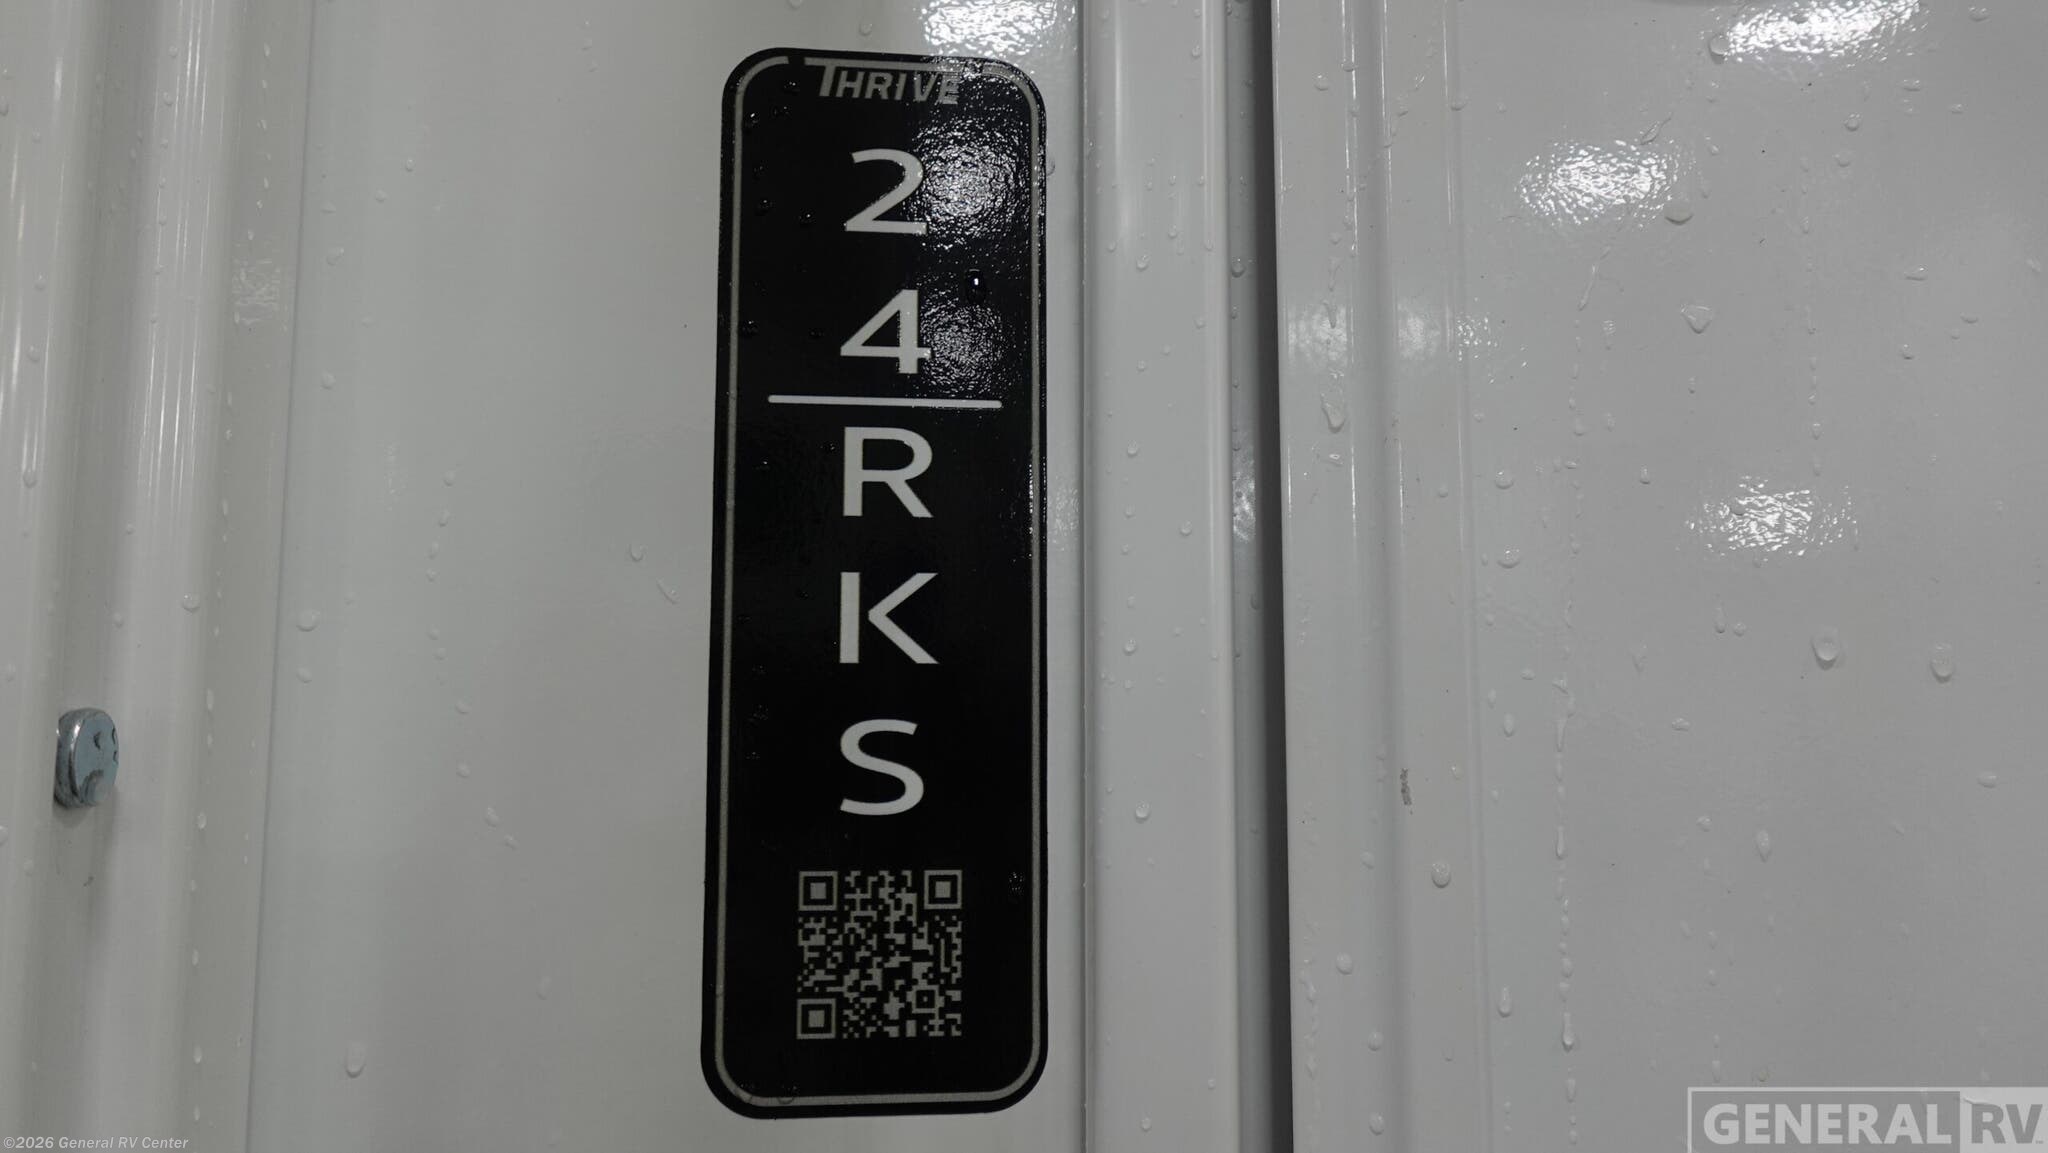 THRIVE
2
4
R
K
S
©2026 General RV Center
GENERAL RV